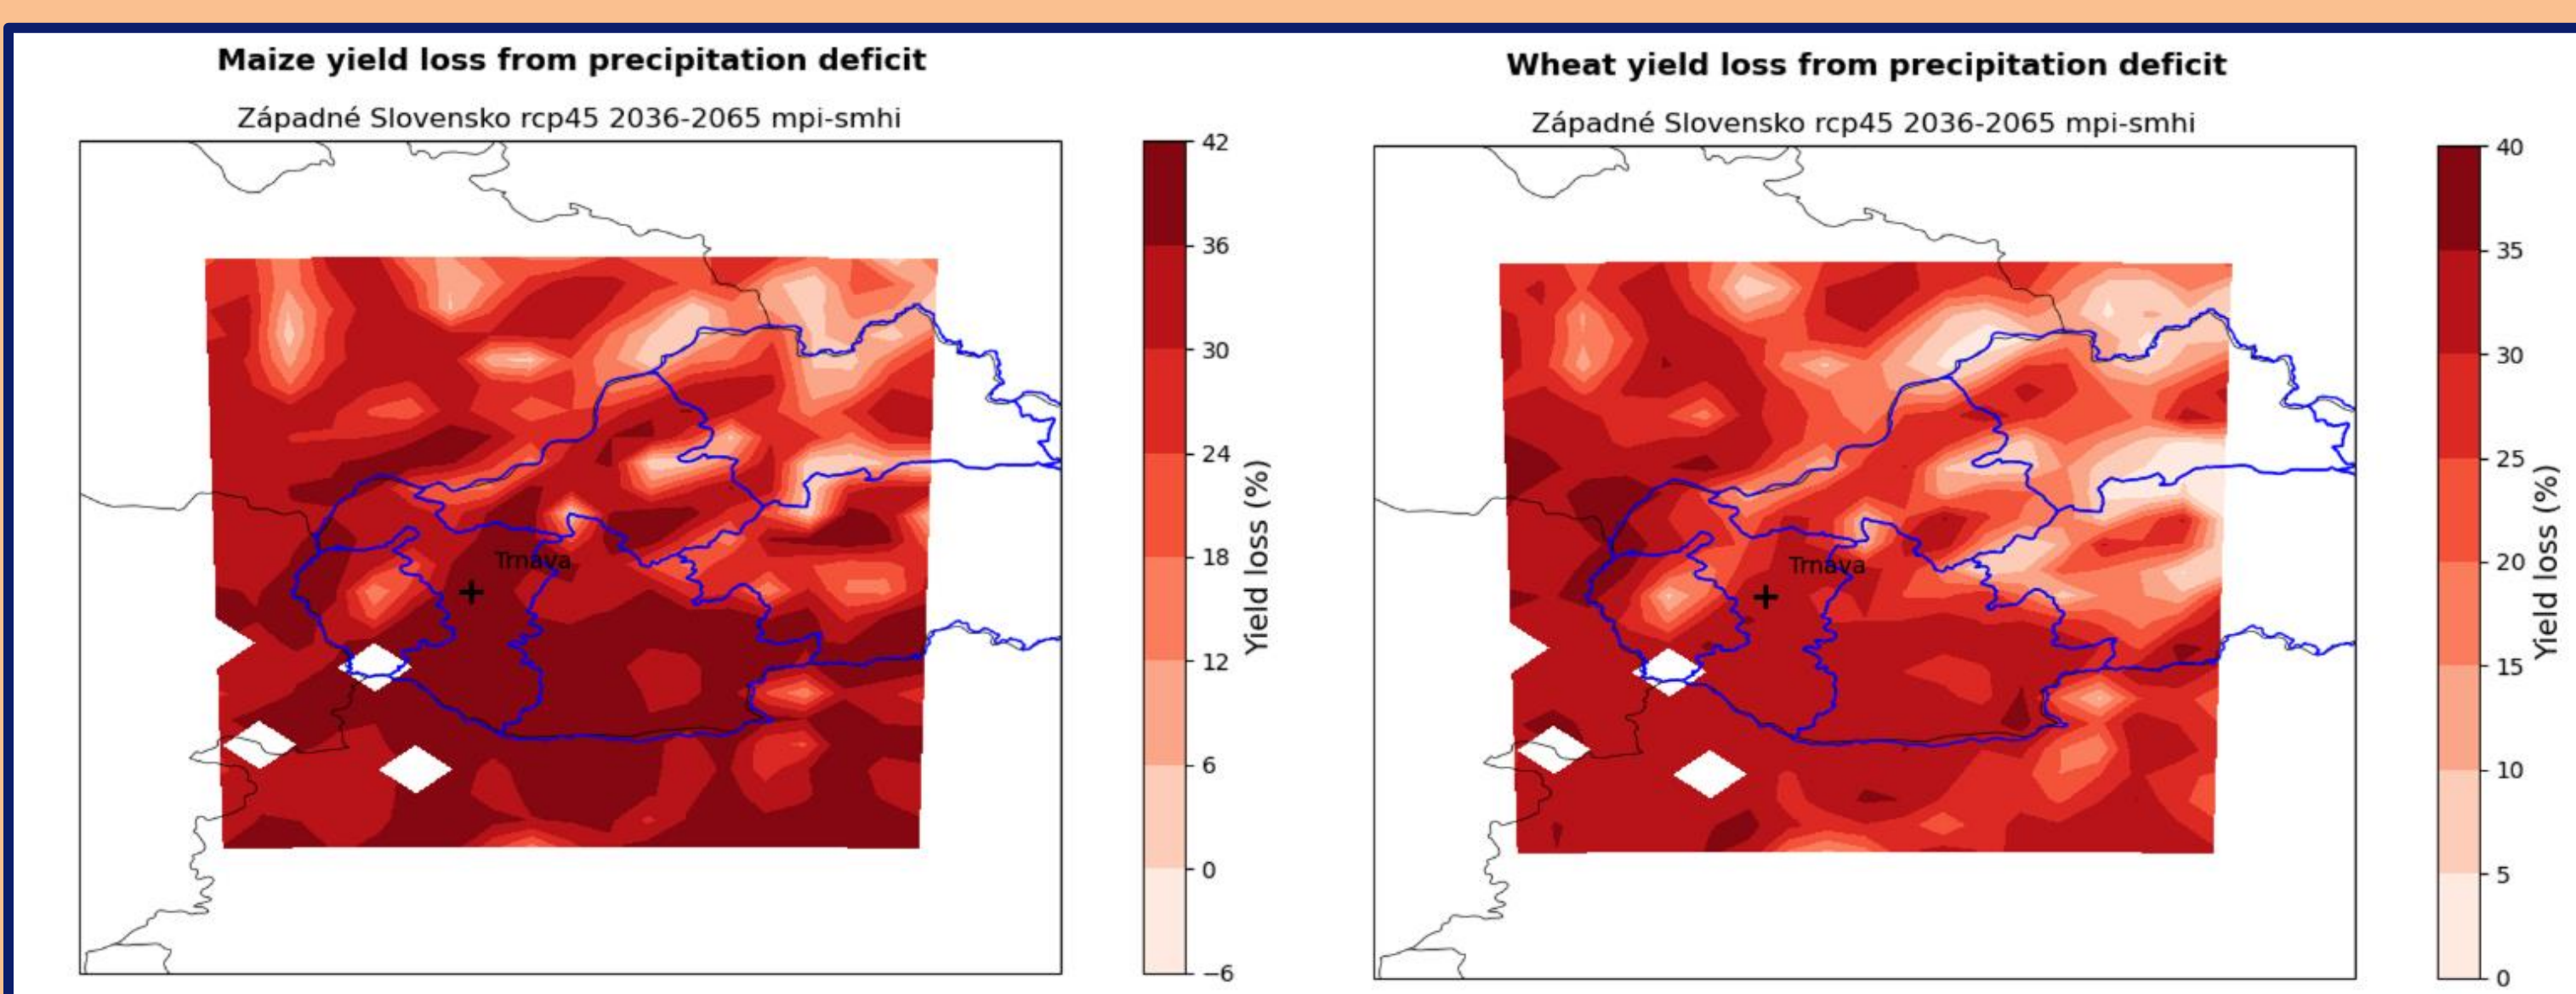 Maize yield loss from precipitation deficit
Západné Slovensko rcp45 2036-2065 mpi-smhi
Trnava
42
36
30
24
18
12
6
0
−6
Yield loss (%)
Wheat yield loss from precipitation deficit
Západné Slovensko rcp45 2036-2065 mpi-smhi
Trnava
40
35
30
25
20
15
10
5
0
Yield loss (%)